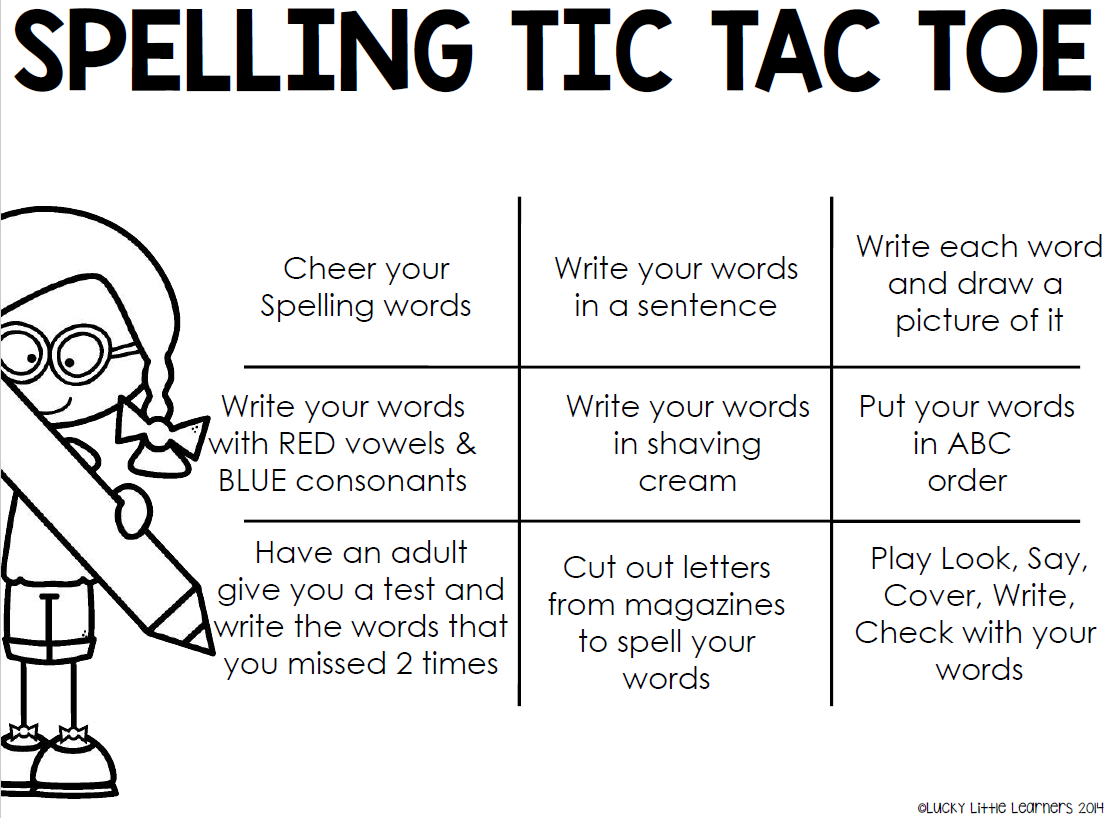 SPELLING TIC TAC TOE
Cheer your
Spelling words
Write your words
in a sentence
Write each word
and draw a
picture of it
Write your words
with RED vowels &
BLUE consonants
Write your words
in shaving
cream
Put your words
in ABC
order
Have an adult
give you a test and
write the words that
you missed 2 times
Cut out letters
from magazines
to spell your
words
Play Look, Say,
Cover, Write,
Check with your
words
©Lucky Little Learners 2014